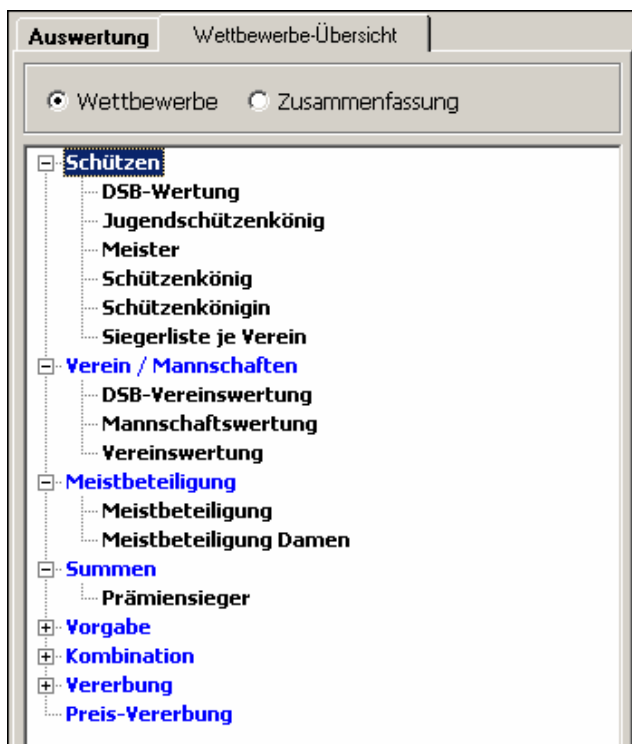 Auswertung Wettbewerbe-Übersicht
Wettbewerbe Zusammenfassung
Schützen
DSB-Wertung
Jugendschützenkönig
Meister
Schützenkönig
Schützenkönigin
Siegerliste je Verein
Verein / Mannschaften
DSB-Vereinswertung
Mannschaftswertung
Vereinswertung
Meistbeteiligung
Meistbeteiligung
Meistbeteiligung Damen
Summen
Prämiensieger
Vorgabe
Kombination
Vererbung
Preis-Vererbung